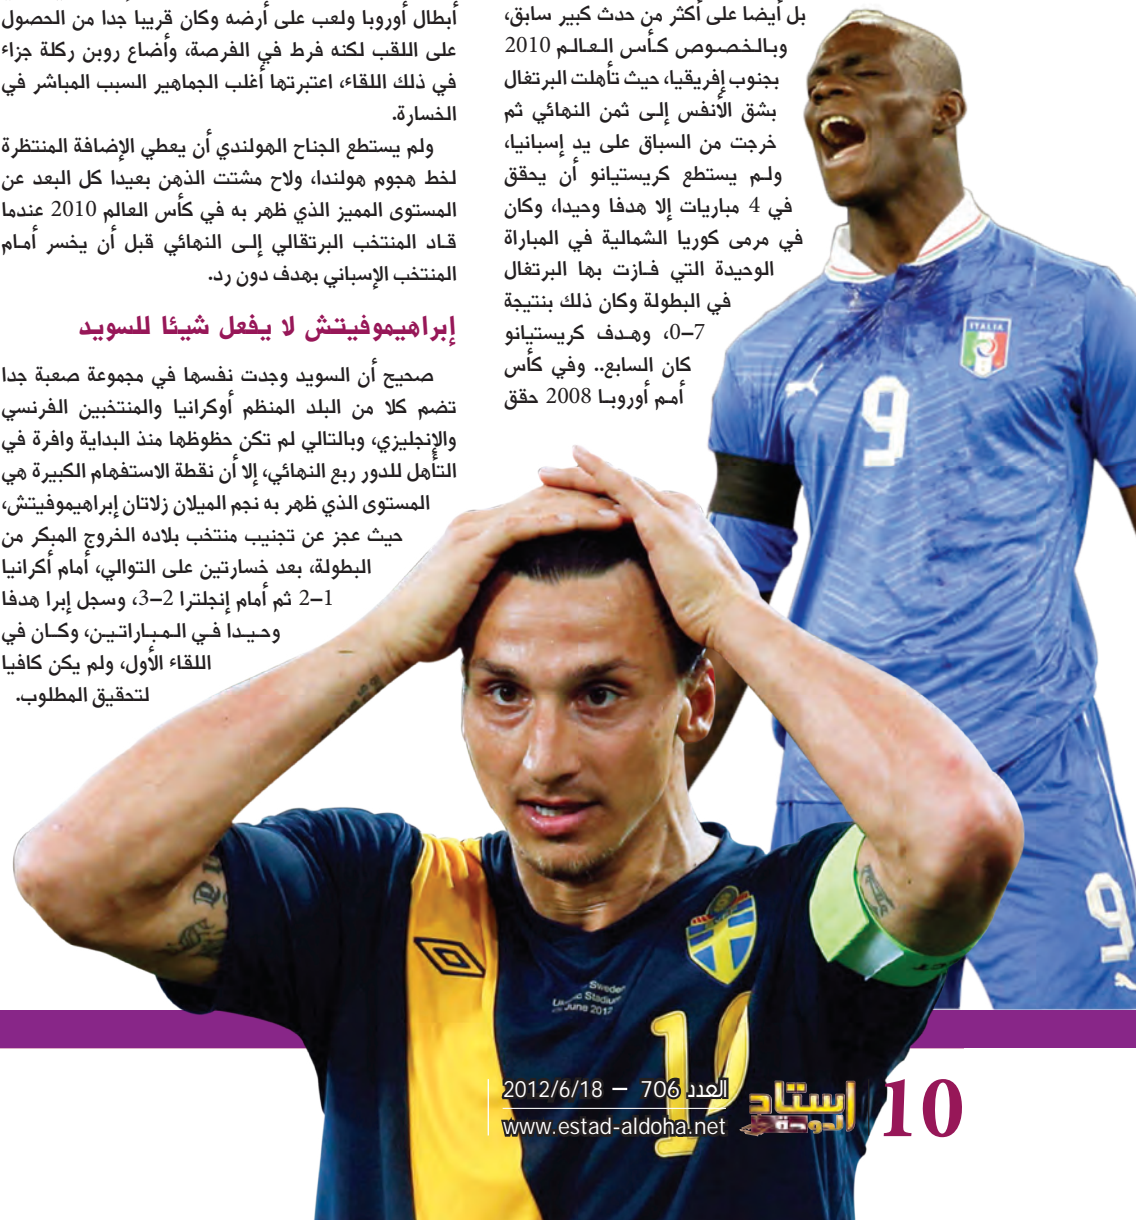 بل أيضا على أكثر من حدث كبير سابق،
وبالخصوص كأس العالم 2010
بجنوب إفريقيا، حيث تأهلت البرتغال
بشق الأنفس إلى ثمن النهائي ثم
خرجت من السباق على يد إسبانيا،
ولم يستطع كريستيانو أن يحقق
في 4 مباريات إلا هدفا وحيدا، وكان
في مرمى كوريا الشمالية في المباراة
الوحيدة التي فازت بها البرتغال
في البطولة وكان ذلك بنتيجة
7–0، وهدف كريستيانو
كان السابع.. وفي كأس
أمم أوروبا 2008 حقق
أبطال أوروبا ولعب على أرضه وكان قريبا جدا من الحصول
على اللقب لكنه فرط في الفرصة، وأضاع روبن ركلة جزاء
في ذلك اللقاء، اعتبرتها أغلب الجماهير السبب المباشر في
الخسارة.
ولم يستطع الجناح الهولندي أن يعطي الإضافة المنتظرة
لخط هجوم هولندا، ولاح مشتت الذهن بعيدا كل البعد عن
المستوى المميز الذي ظهر به في كأس العالم 2010 عندما
قاد المنتخب البرتقالي إلى النهائي قبل أن يخسر أمام
المنتخب الإسباني بهدف دون رد.
إبراهيموفيتش لا يفعل شيئا للسويد
صحيح أن السويد وجدت نفسها في مجموعة صعبة جدا
تضم كلا من البلد المنظم أوكرانيا والمنتخبين الفرنسي
والإنجليزي، وبالتالي لم تكن حظوظها منذ البداية وافرة في
التأهل للدور ربع النهائي، إلا أن نقطة الاستفهام الكبيرة هي
المستوى الذي ظهر به نجم الميلان زلاتان إبراهيموفيتش،
حيث عجز عن تجنيب منتخب بلاده الخروج المبكر من
البطولة، بعد خسارتين على التوالي، أمام أكرانيا
1–2 ثم أمام إنجلترا 2–3، وسجل إبرا هدفا
وحيدا في المباراتين، وكان في
اللقاء الأول، ولم يكن كافيا
لتحقيق المطلوب.
ITALIA
9
9
Sweden
Stadium
June 2012
10
استاد
الدوحة
العدد 706 – 2012/6/18
www.estad-aldoha.net